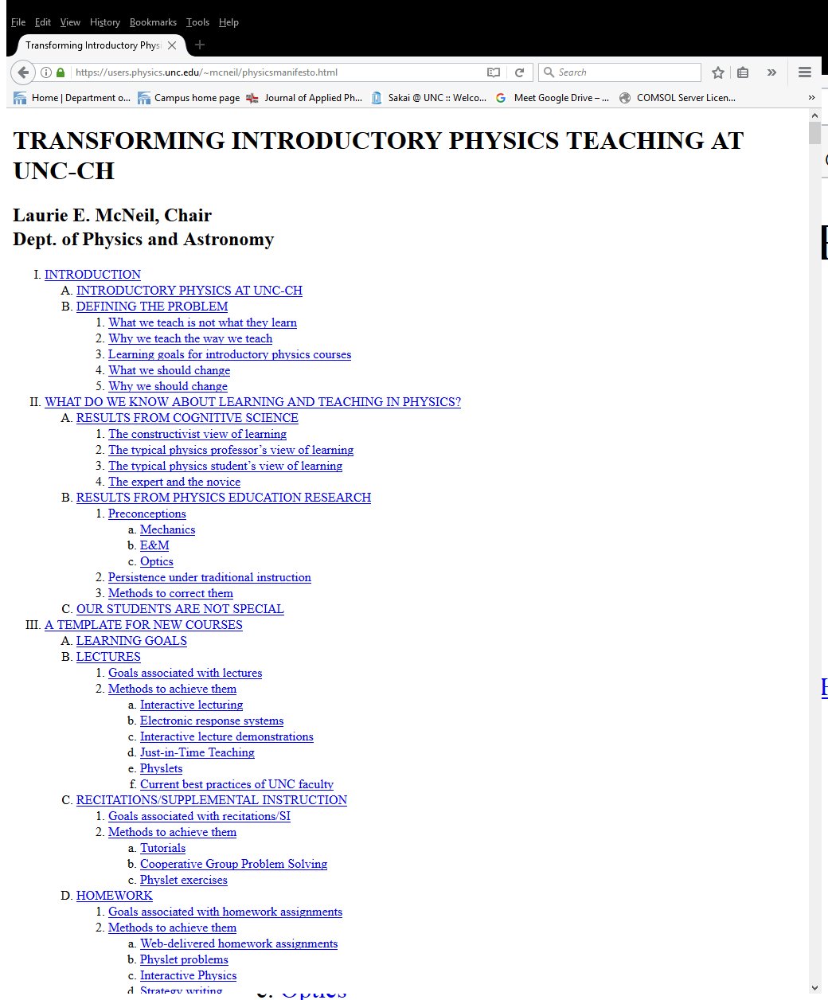 File Edit View History Bookmarks Tools Help
Transforming Introductory Phys
https://users.physics.unc.edu/~mcneil/physicsmanifesto.html
Search
Home | Department o... Campus home page Journal of Applied Ph... Sakai @ UNC :: Welco... Meet Google Drive – ... COMSOL Server Licen...
TRANSFORMING INTRODUCTORY PHYSICS TEACHING AT
UNC-CH
Laurie E. McNeil, Chair
Dept. of Physics and Astronomy
I. INTRODUCTION
A. INTRODUCTORY PHYSICS AT UNC-CH
B. DEFINING THE PROBLEM
1. What we teach is not what they learn
2. Why we teach the way we teach
3. Learning goals for introductory physics courses
4. What we should change
5. Why we should change
II. WHAT DO WE KNOW ABOUT LEARNING AND TEACHING IN PHYSICS?
A. RESULTS FROM COGNITIVE SCIENCE
1. The constructivist view of learning
2. The typical physics professor’s view of learning
3. The typical physics student’s view of learning
4. The expert and the novice
B. RESULTS FROM PHYSICS EDUCATION RESEARCH
1. Preconceptions
a. Mechanics
b. E&M
c. Optics
2. Persistence under traditional instruction
3. Methods to correct them
C. OUR STUDENTS ARE NOT SPECIAL
III. A TEMPLATE FOR NEW COURSES
A. LEARNING GOALS
B. LECTURES
1. Goals associated with lectures
2. Methods to achieve them
a. Interactive lecturing
b. Electronic response systems
c. Interactive lecture demonstrations
d. Just-in-Time Teaching
e. Physlets
f. Current best practices of UNC faculty
C. RECITATIONS/SUPPLEMENTAL INSTRUCTION
1. Goals associated with recitations/SI
2. Methods to achieve them
a. Tutorials
b. Cooperative Group Problem Solving
c. Physlet exercises
D. HOMEWORK
1. Goals associated with homework assignments
2. Methods to achieve them
a. Web-delivered homework assignments
b. Physlet problems
c. Interactive Physics
d. Strategy writing
c. Optics